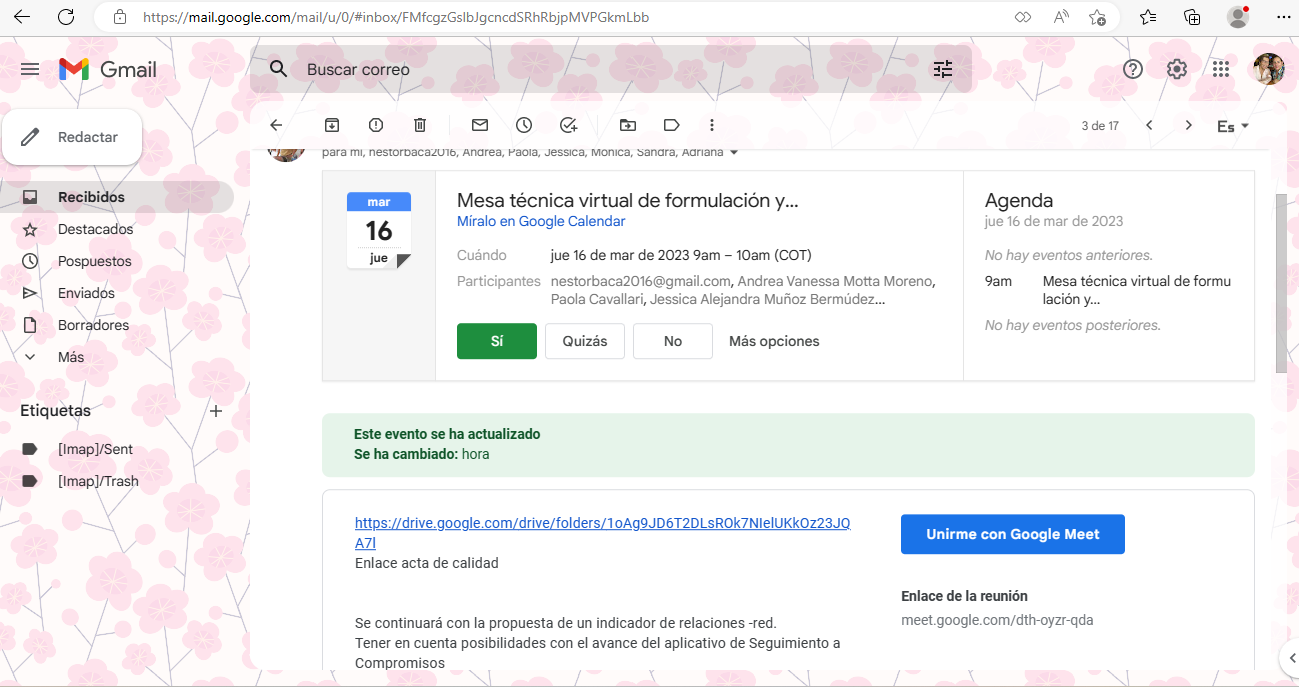 https://mail.google.com/mail/u/0/#inbox/FMfcgzGslbJgcncdSRhRbjpMVPGkmLbb
Gmail
Buscar correo
Redactar
3 de 17
Es
Recibidos
Destacados
Pospuestos
Enviados
Borradores
Más
Etiquetas
[Imap]/Sent
[Imap]/Trash
para mí, nestorbaca2016, Andrea, Paola, Jessica, Mónica, Sandra, Adriana
mar
16
jue
Mesa técnica virtual de formulación y...
Míralo en Google Calendar
Cuándo jue 16 de mar de 2023 9am – 10am (COT)
Participantes nestorbaca2016@gmail.com, Andrea Vanessa Motta Moreno,
Paola Cavallari, Jessica Alejandra Muñoz Bermúdez...
Sí Quizás No Más opciones
Agenda
jue 16 de mar de 2023
No hay eventos anteriores.
9am Mesa técnica virtual de formu
lación y...
No hay eventos posteriores.
Este evento se ha actualizado
Se ha cambiado: hora
https://drive.google.com/drive/folders/1oAg9JD6T2DLsROk7NIelUKkOz23JQ
A7l
Enlace acta de calidad
Se continuará con la propuesta de un indicador de relaciones -red.
Tener en cuenta posibilidades con el avance del aplicativo de Seguimiento a
Compromisos
Unirme con Google Meet
Enlace de la reunión
meet.google.com/dth-oyzr-qda